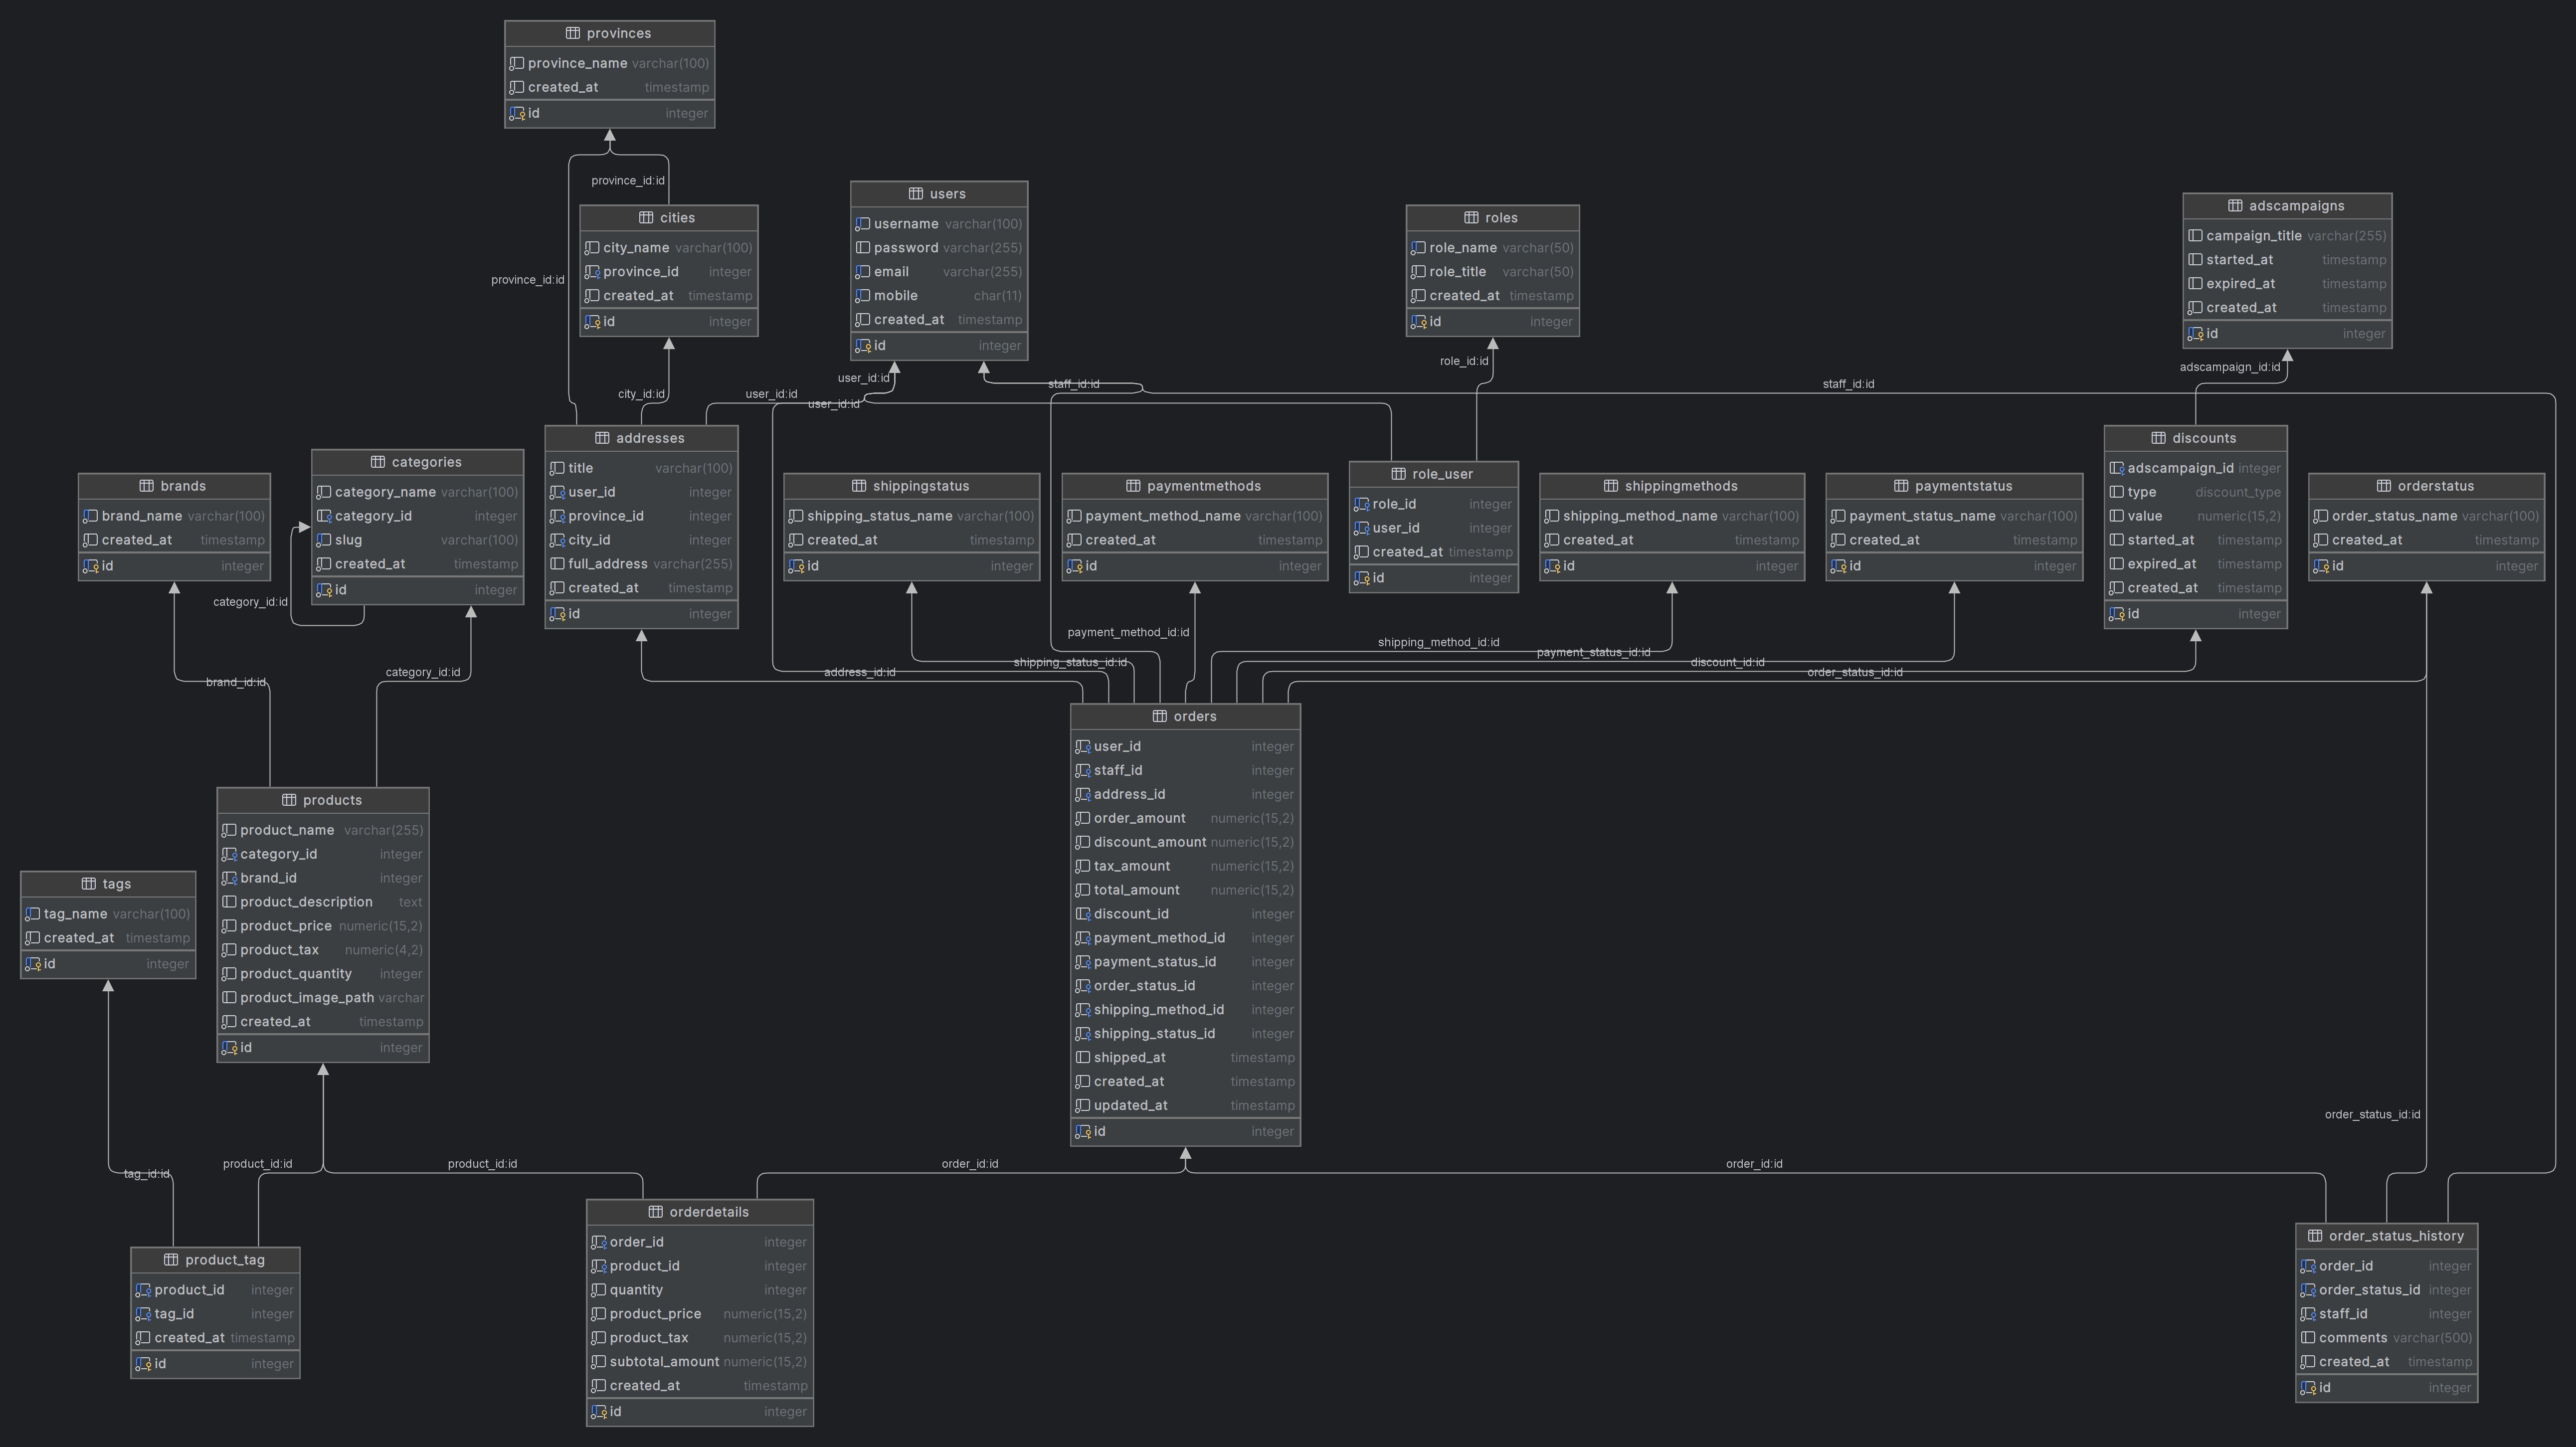 provinces
province_name varchar(100)
created_at timestamp
id integer
province_id:id
cities
city_name varchar(100)
province_id integer
created_at timestamp
id integer
province_id:id
users
username varchar(100)
password varchar(255)
email varchar(255)
mobile char(11)
created_at timestamp
id integer
roles
role_name varchar(50)
role_title varchar(50)
created_at timestamp
id integer
adscampaigns
campaign_title varchar(255)
started_at timestamp
expired_at timestamp
created_at timestamp
id integer
role_id:id
adscampaign_id:id
user_id:id
staff_id:id
staff_id:id
city_id:id
user_id:id
user_id:id
brands
brand_name varchar(100)
created_at timestamp
id integer
categories
category_name varchar(100)
category_id integer
slug varchar(100)
created_at timestamp
id integer
category_id:id
addresses
title varchar(100)
user_id integer
province_id integer
city_id integer
full_address varchar(255)
created_at timestamp
id integer
shippingstatus
shipping_status_name varchar(100)
created_at timestamp
id integer
paymentmethods
payment_method_name varchar(100)
created_at timestamp
id integer
role_user
role_id integer
user_id integer
created_at timestamp
id integer
shippingmethods
shipping_method_name varchar(100)
created_at timestamp
id integer
paymentstatus
payment_status_name varchar(100)
created_at timestamp
id integer
discounts
adscampaign_id integer
type discount_type
value numeric(15,2)
started_at timestamp
expired_at timestamp
created_at timestamp
id integer
orderstatus
order_status_name varchar(100)
created_at timestamp
id integer
payment_method_id:id
shipping_method_id:id
payment_status_id:id
shipping_status_id:id
discount_id:id
address_id:id
order_status_id:id
category_id:id
brand_id:id
orders
user_id integer
staff_id integer
address_id integer
order_amount numeric(15,2)
discount_amount numeric(15,2)
tax_amount numeric(15,2)
total_amount numeric(15,2)
discount_id integer
payment_method_id integer
payment_status_id integer
order_status_id integer
shipping_method_id integer
shipping_status_id integer
shipped_at timestamp
created_at timestamp
updated_at timestamp
id integer
products
product_name varchar(255)
category_id integer
brand_id integer
product_description text
product_price numeric(15,2)
product_tax numeric(4,2)
product_quantity integer
product_image_path varchar
created_at timestamp
id integer
tags
tag_name varchar(100)
created_at timestamp
id integer
order_status_id:id
tag_id:id
product_id:id
product_id:id
order_id:id
order_id:id
product_tag
product_id integer
tag_id integer
created_at timestamp
id integer
orderdetails
order_id integer
product_id integer
quantity integer
product_price numeric(15,2)
product_tax numeric(15,2)
subtotal_amount numeric(15,2)
created_at timestamp
id integer
order_status_history
order_id integer
order_status_id integer
staff_id integer
comments varchar(500)
created_at timestamp
id integer